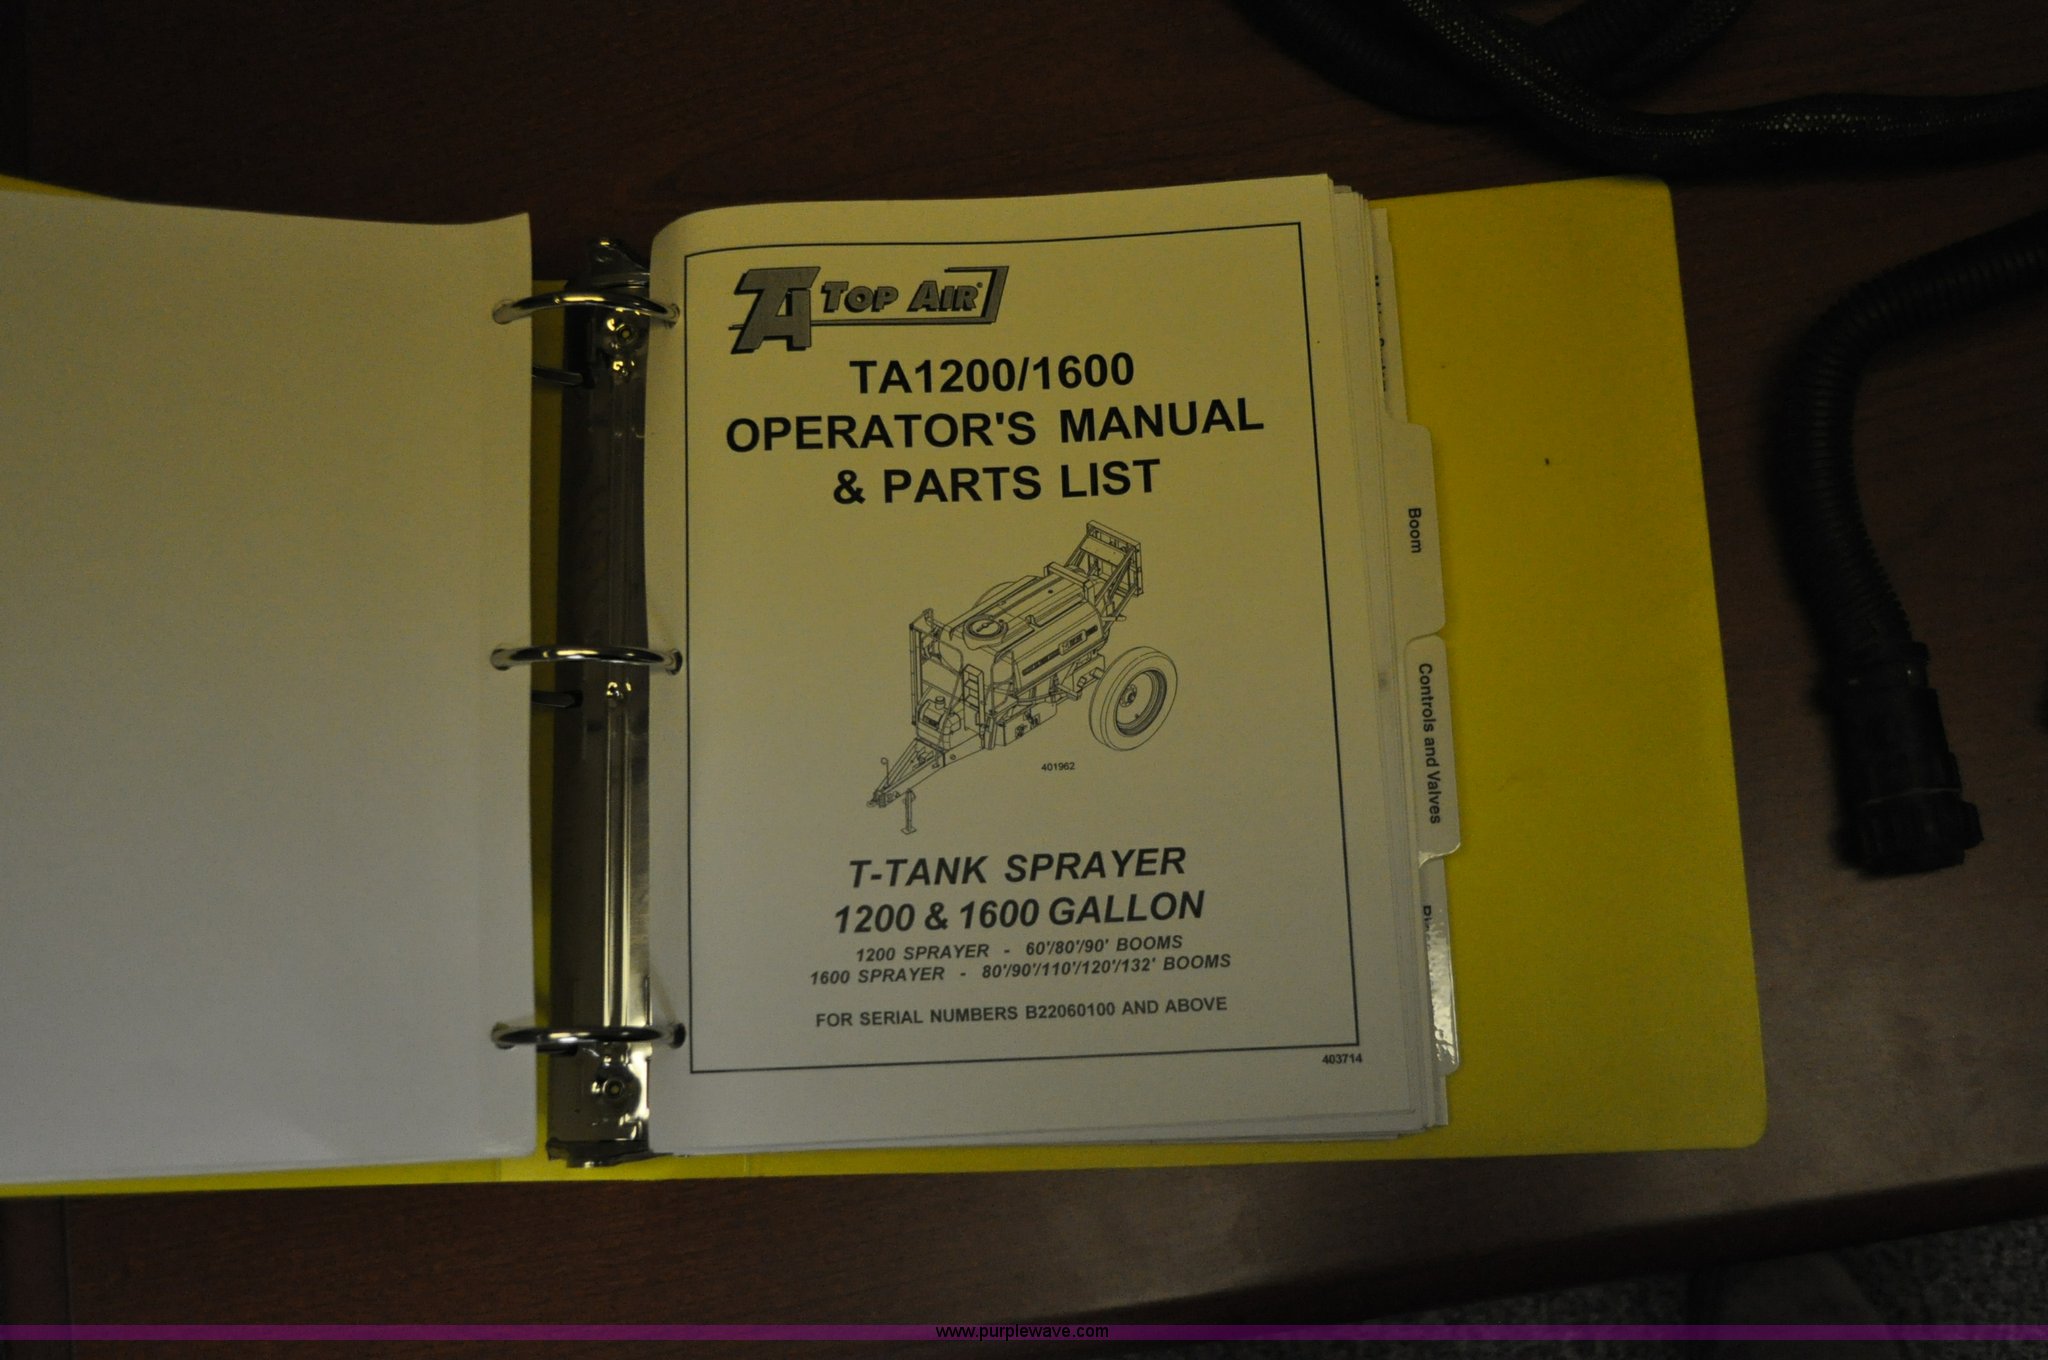 TA TOP AIR®
TA1200/1600
OPERATOR'S MANUAL
& PARTS LIST
401962
T-TANK SPRAYER
1200 & 1600 GALLON
1200 SPRAYER - 60'/80'/90' BOOMS
1600 SPRAYER - 80'/90'/110'/120'/132' BOOMS
FOR SERIAL NUMBERS B22060100 AND ABOVE
403714
Boom
Controls and Valves
www.purplewave.com